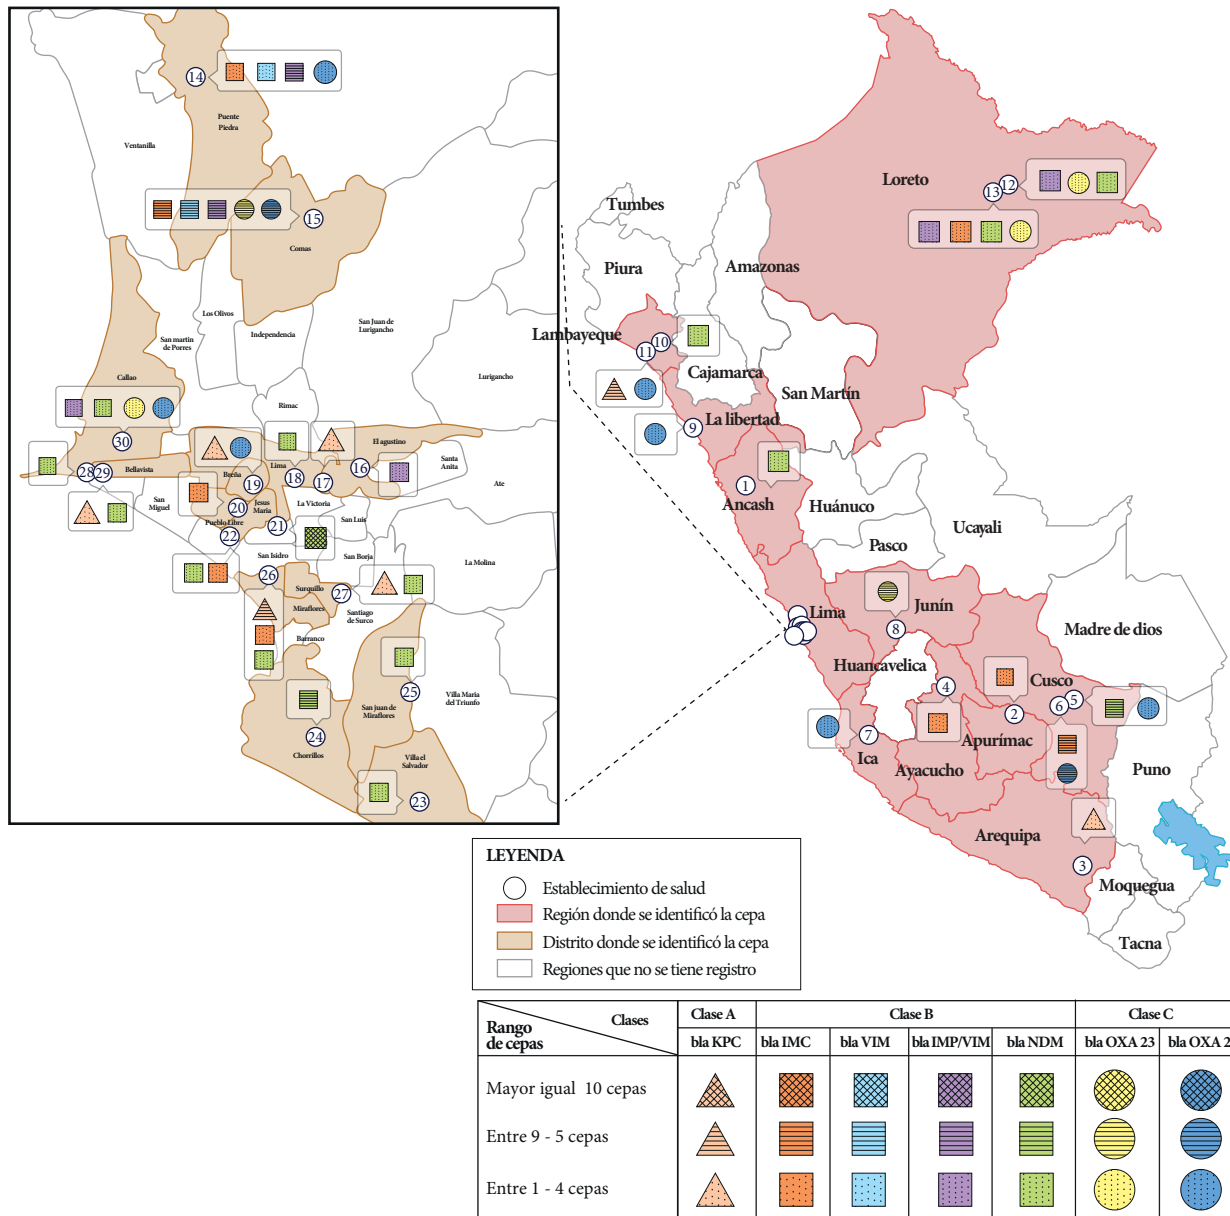 14
Puente
Piedra
Ventanilla
15
Comas
Los Olivos
San martin
de Porres
Independencia
San Juan de
Lurigancho
Lurigancho
Callao
Rimac
30
El agustino
Santa
Anita
Ate
28
29
Bellavista
Breña
Lima
19
18
17
16
San
Miguel
20
Jesus
Maria
La Victoria
San Luis
Pueblo Libre
21
22
San Isidro
San Borja
La Molina
26
Surquillo
27
Miraflores
Santiago
de Surco
Barranco
25
San juan de
Miraflores
Villa Maria
del Triunfo
24
Chorrillos
Villa el
Salvador
23
Loreto
12
13
Tumbes
Piura
Amazonas
Lambayeque
10
11
Cajamarca
San Martín
La libertad
9
1
Ancash
Huánuco
Ucayali
Pasco
Lima
Junín
8
Madre de dios
Huancavelica
4
Cusco
5
6
2
7
Ica
Apurímac
Ayacucho
Puno
Arequipa
3
Moquegua
Tacna
LEYENDA
Establecimiento de salud
Región donde se identificó la cepa
Distrito donde se identificó la cepa
Regiones que no se tiene registro
Rango
de cepas
Clases
Clase A
Clase B
Clase C
bla KPC
bla IMC
bla VIM
bla IMP/VIM
bla NDM
bla OXA 23
bla OXA 2
Mayor igual 10 cepas
Entre 9 - 5 cepas
Entre 1 - 4 cepas